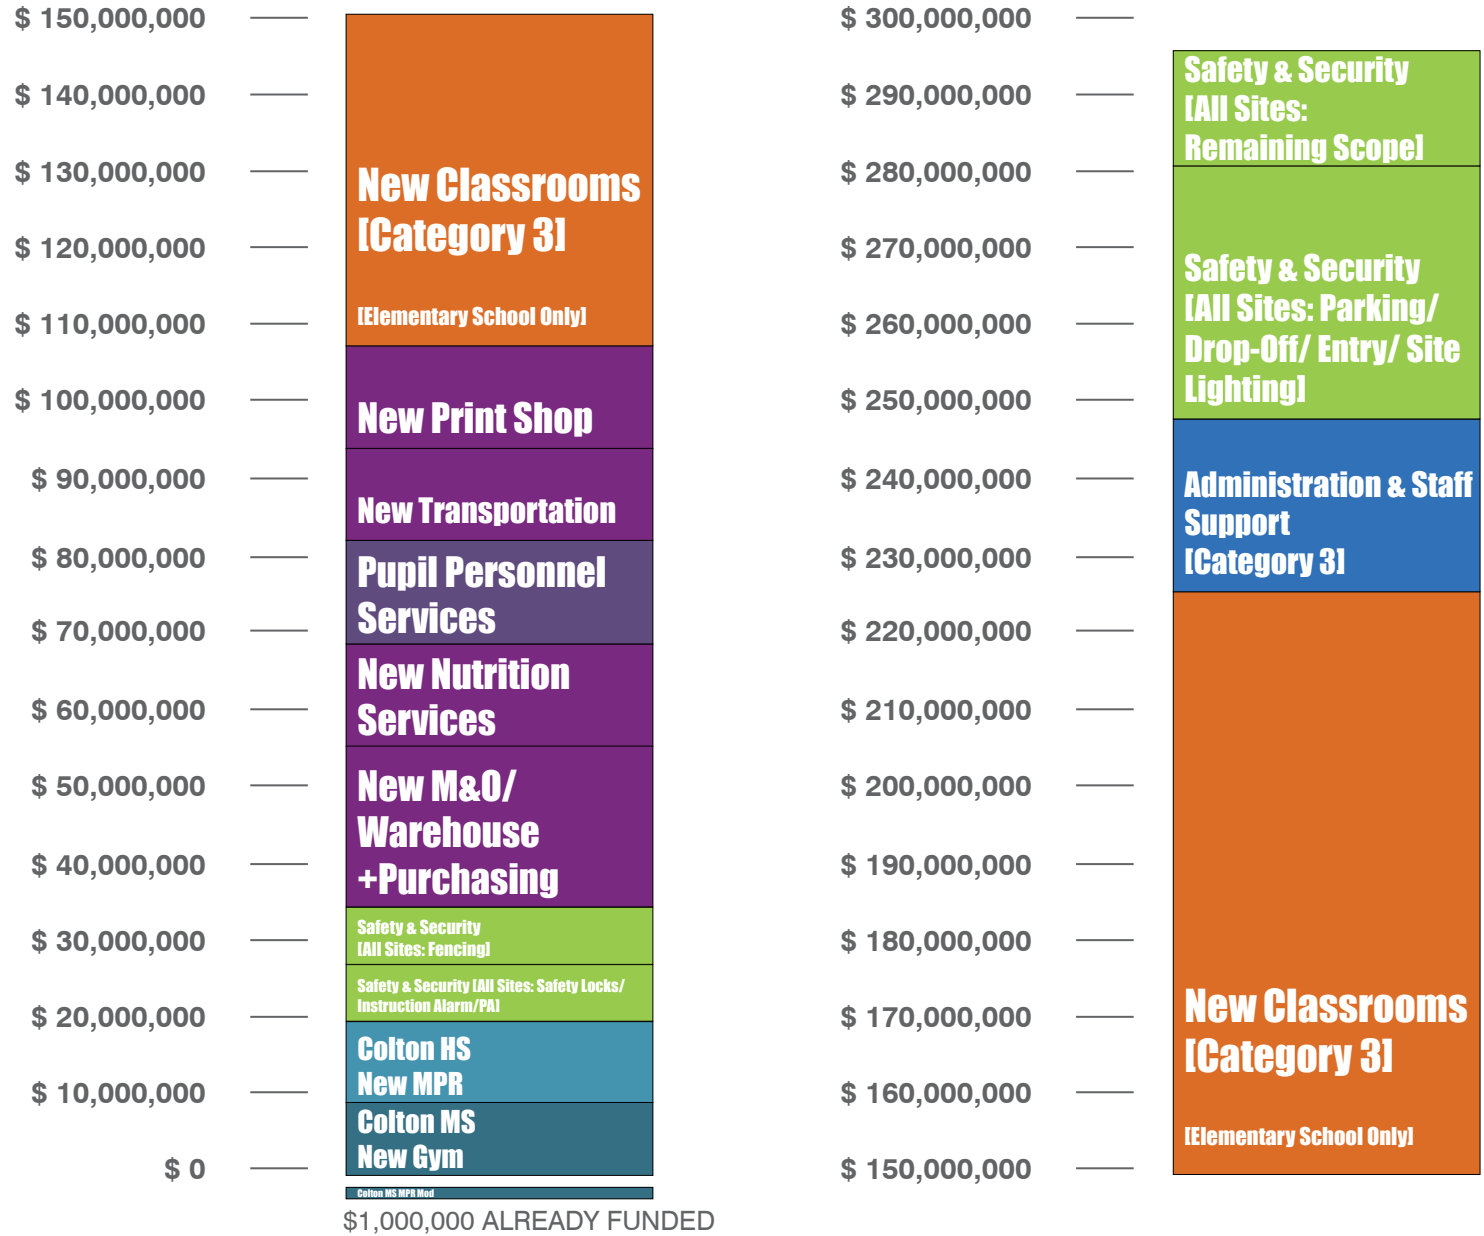 $ 150,000,000
$ 140,000,000
$ 130,000,000
$ 120,000,000
$ 110,000,000
$ 100,000,000
$ 90,000,000
$ 80,000,000
$ 70,000,000
$ 60,000,000
$ 50,000,000
$ 40,000,000
$ 30,000,000
$ 20,000,000
$ 10,000,000
$ 0
New Classrooms
[Category 3]
[Elementary School Only]
New Print Shop
New Transportation
Pupil Personnel
Services
New Nutrition
Services
New M&O/
Warehouse
+Purchasing
Safety & Security
[All Sites: Fencing]
Safety & Security [All Sites: Safety Locks/
Instruction Alarm/PA]
Colton HS
New MPR
Colton MS
New Gym
Colton MS MPR Mod
$1,000,000 ALREADY FUNDED
$ 300,000,000
$ 290,000,000
$ 280,000,000
$ 270,000,000
$ 260,000,000
$ 250,000,000
$ 240,000,000
$ 230,000,000
$ 220,000,000
$ 210,000,000
$ 200,000,000
$ 190,000,000
$ 180,000,000
$ 170,000,000
$ 160,000,000
$ 150,000,000
Safety & Security
[All Sites:
Remaining Scope]
Safety & Security
[All Sites: Parking/
Drop-Off/ Entry/ Site
Lighting]
Administration & Staff
Support
[Category 3]
New Classrooms
[Category 3]
[Elementary School Only]